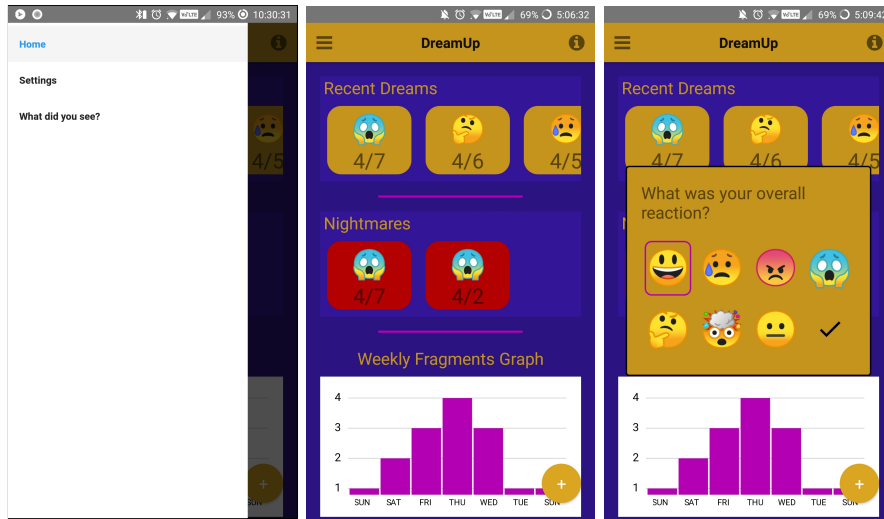 93% 10:30:31
Home
Settings
What did you see?
4/5
+
SUN
VoLTE 69% 5:06:32
DreamUp
Recent Dreams
4/7 4/6 4/5
Nightmares
4/7 4/2
Weekly Fragments Graph
4
3
2
1
SUN SAT FRI THU WED TUE SUN
+
VoLTE 69% 5:09:42
DreamUp
Recent Dreams
4/7 4/6 4/5
N
What was your overall
reaction?
4
3
2
1
SUN SAT FRI THU WED TUE SUN
+